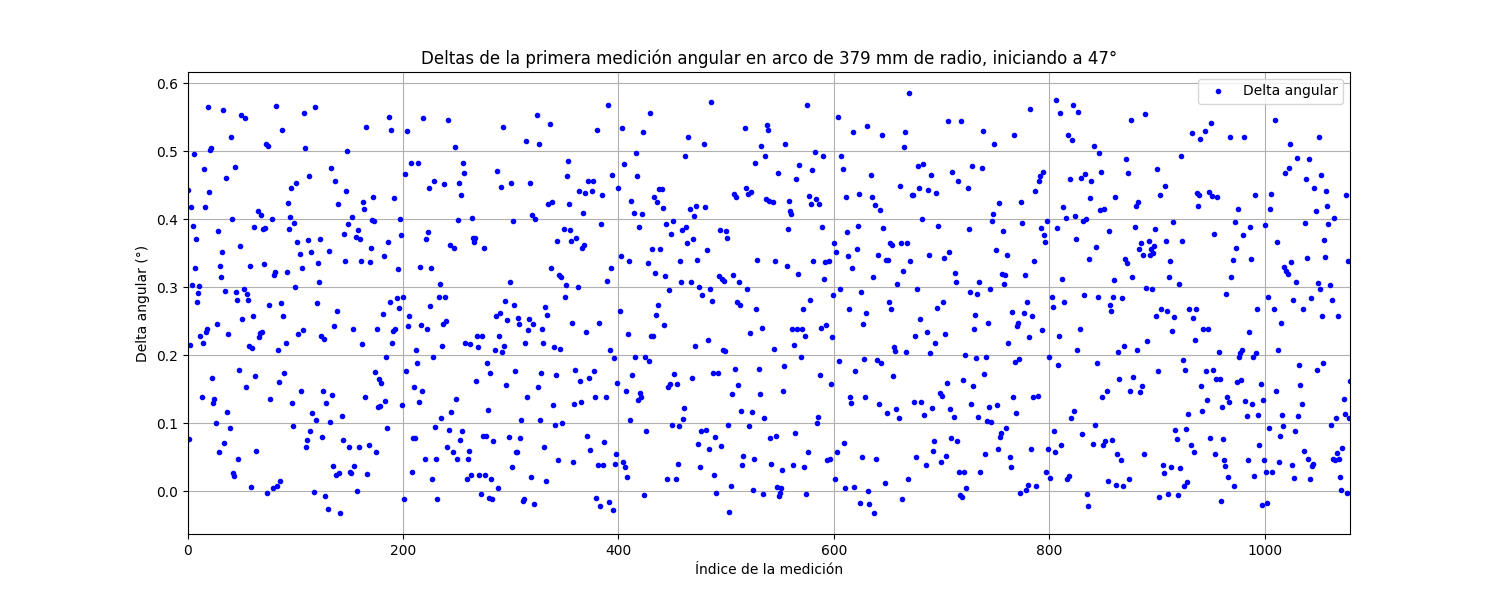 Deltas de la primera medición angular en arco de 379 mm de radio, iniciando a 47°
Delta angular
0.6
0.5
0.4
0.3
0.2
0.1
0.0
Delta angular (°)
0 200 400 600 800 1000
Índice de la medición